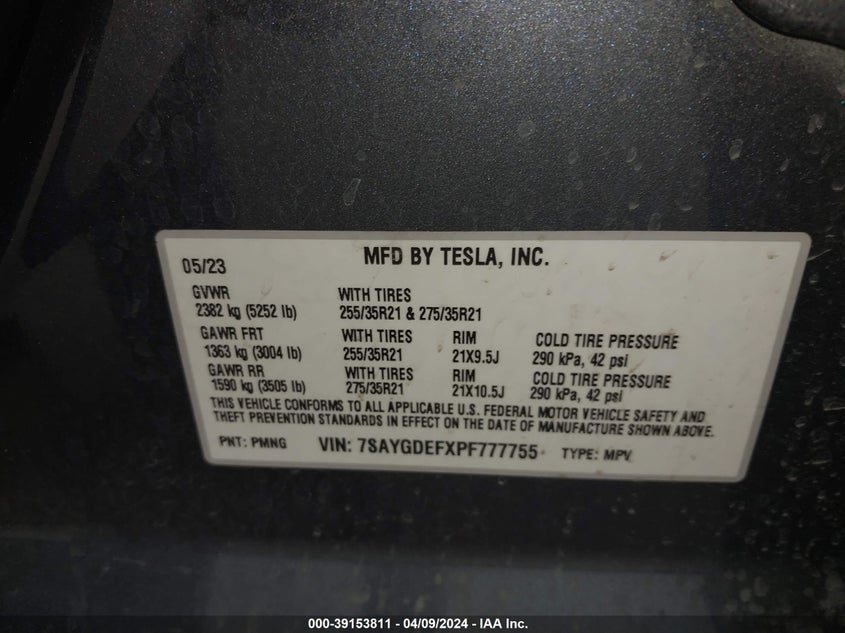 05/23 MFD BY TESLA, INC.
GVWR WITH TIRES
2382 kg (5252 lb) 255/35R21 & 275/35R21
GAWR FRT WITH TIRES RIM COLD TIRE PRESSURE
1363 kg (3004 lb) 255/35R21 21X9.5J 290 kPa, 42 psi
GAWR RR WITH TIRES RIM COLD TIRE PRESSURE
1590 kg (3505 lb) 275/35R21 21X10.5J 290 kPa, 42 psi
THIS VEHICLE CONFORMS TO ALL APPLICABLE U.S. FEDERAL MOTOR VEHICLE SAFETY AND
THEFT PREVENTION STANDARDS IN EFFECT ON THE DATE OF MANUFACTURE SHOWN ABOVE.
PNT: PMNG VIN: 7SAYGDEFXPF777755 TYPE: MPV
000-39153811 - 04/09/2024 - IAA Inc.